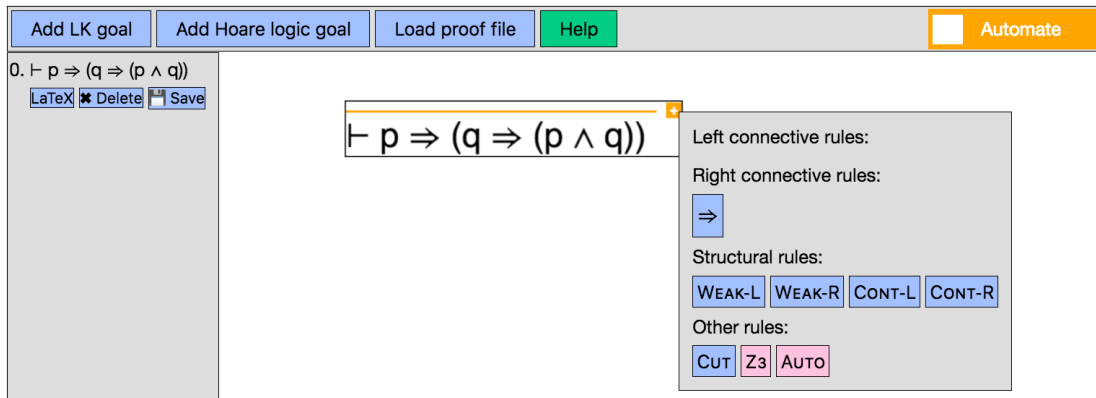 Add LK goal Add Hoare logic goal Load proof file Help Automate
0. ⊢ p ⇒ (q ⇒ (p ∧ q))
LaTeX ✖ Delete 💾 Save
+
⊢ p ⇒ (q ⇒ (p ∧ q))
Left connective rules:
Right connective rules:
⇒
Structural rules:
WEAK-L WEAK-R CONT-L CONT-R
Other rules:
CUT Z3 AUTO